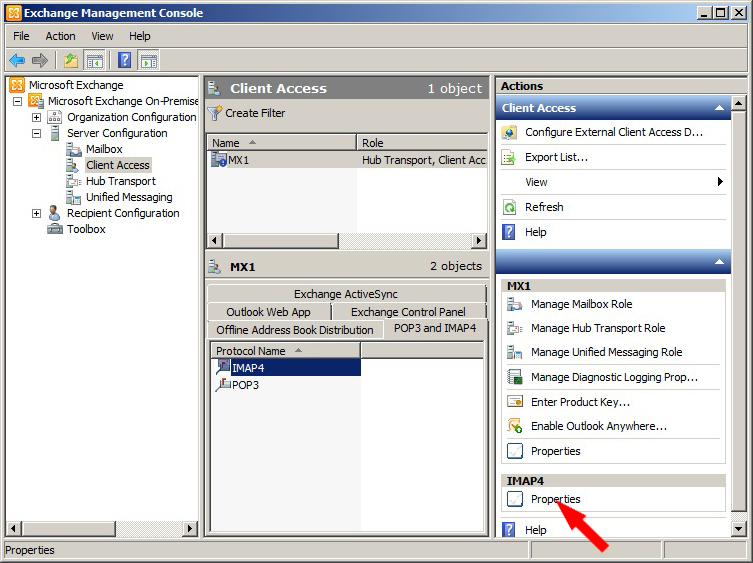 Exchange Management Console
File Action View Help
Microsoft Exchange
Microsoft Exchange On-Premise
Organization Configuration
Server Configuration
Mailbox
Client Access
Hub Transport
Unified Messaging
Recipient Configuration
Toolbox
Client Access 1 object
Create Filter
Name Role
MX1 Hub Transport, Client Acc
MX1 2 objects
Exchange ActiveSync
Outlook Web App Exchange Control Panel
Offline Address Book Distribution POP3 and IMAP4
Protocol Name
IMAP4
POP3
Actions
Client Access
Configure External Client Access D...
Export List...
View
Refresh
Help
MX1
Manage Mailbox Role
Manage Hub Transport Role
Manage Unified Messaging Role
Manage Diagnostic Logging Prop...
Enter Product Key...
Enable Outlook Anywhere...
Properties
IMAP4
Properties
Help
Properties